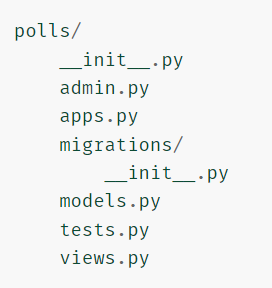 polls/
    __init__.py
    admin.py
    apps.py
    migrations/
        __init__.py
    models.py
    tests.py
    views.py